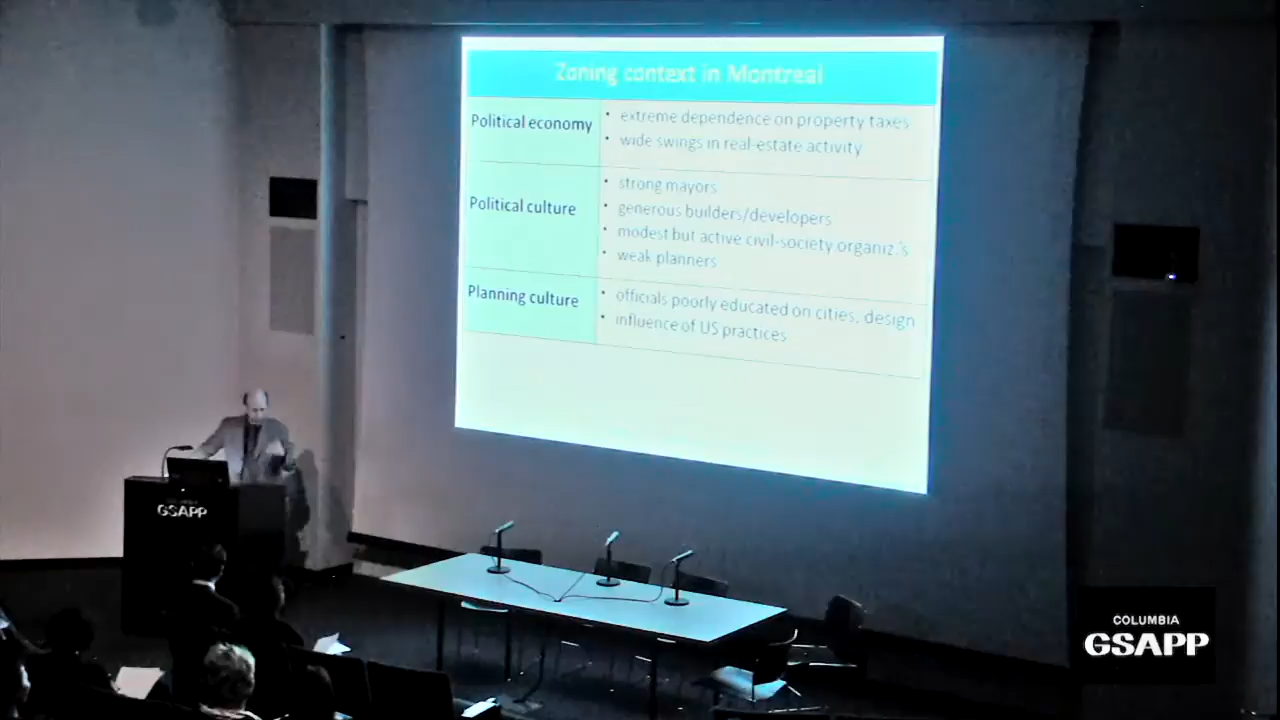 Zoning context in Montreal
Political economy
• extreme dependence on property taxes
• wide swings in real-estate activity
Political culture
• strong mayors
• generous builders/developers
• modest but active civil-society organiz.'s
• weak planners
Planning culture
• officials poorly educated on cities, design
• influence of US practices
COLUMBIA
GSAPP
COLUMBIA
GSAPP